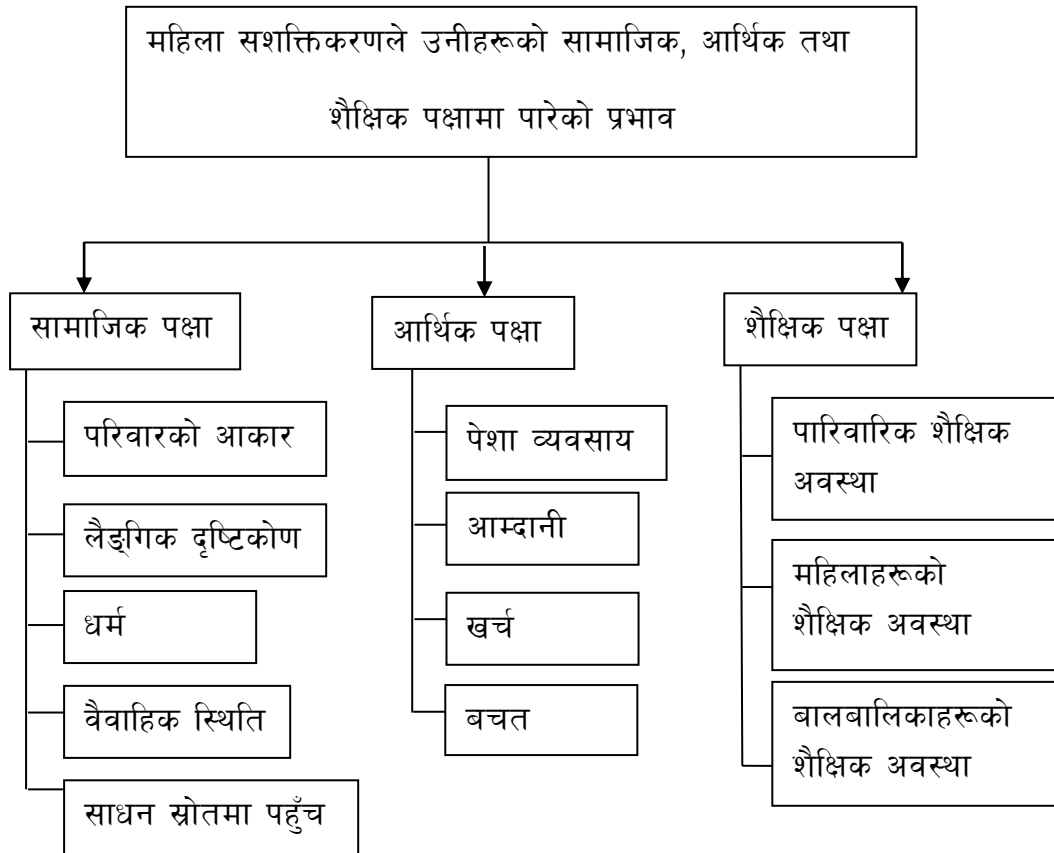 महिला सशक्तिकरणले उनीहरूको सामाजिक, आर्थिक तथा
शैक्षिक पक्षामा पारेको प्रभाव
सामाजिक पक्षा
परिवारको आकार
लैङ्गिक दृष्टिकोण
धर्म
वैवाहिक स्थिति
साधन स्रोतमा पहुँच
आर्थिक पक्षा
पेशा व्यवसाय
आम्दानी
खर्च
बचत
शैक्षिक पक्षा
पारिवारिक शैक्षिक
अवस्था
महिलाहरूको
शैक्षिक अवस्था
बालबालिकाहरूको
शैक्षिक अवस्था